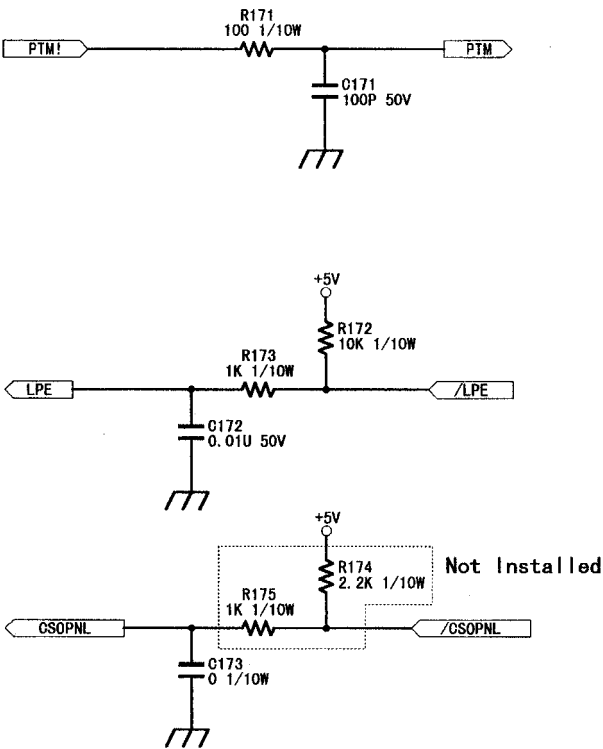 R171
100 1/10W
PTM!
PTM
C171
100P 50V
+5V
R172
10K 1/10W
R173
1K 1/10W
LPE
/LPE
C172
0.01U 50V
+5V
R174
2.2K 1/10W
Not Installed
R175
1K 1/10W
CSOPNL
/CSOPNL
C173
0 1/10W